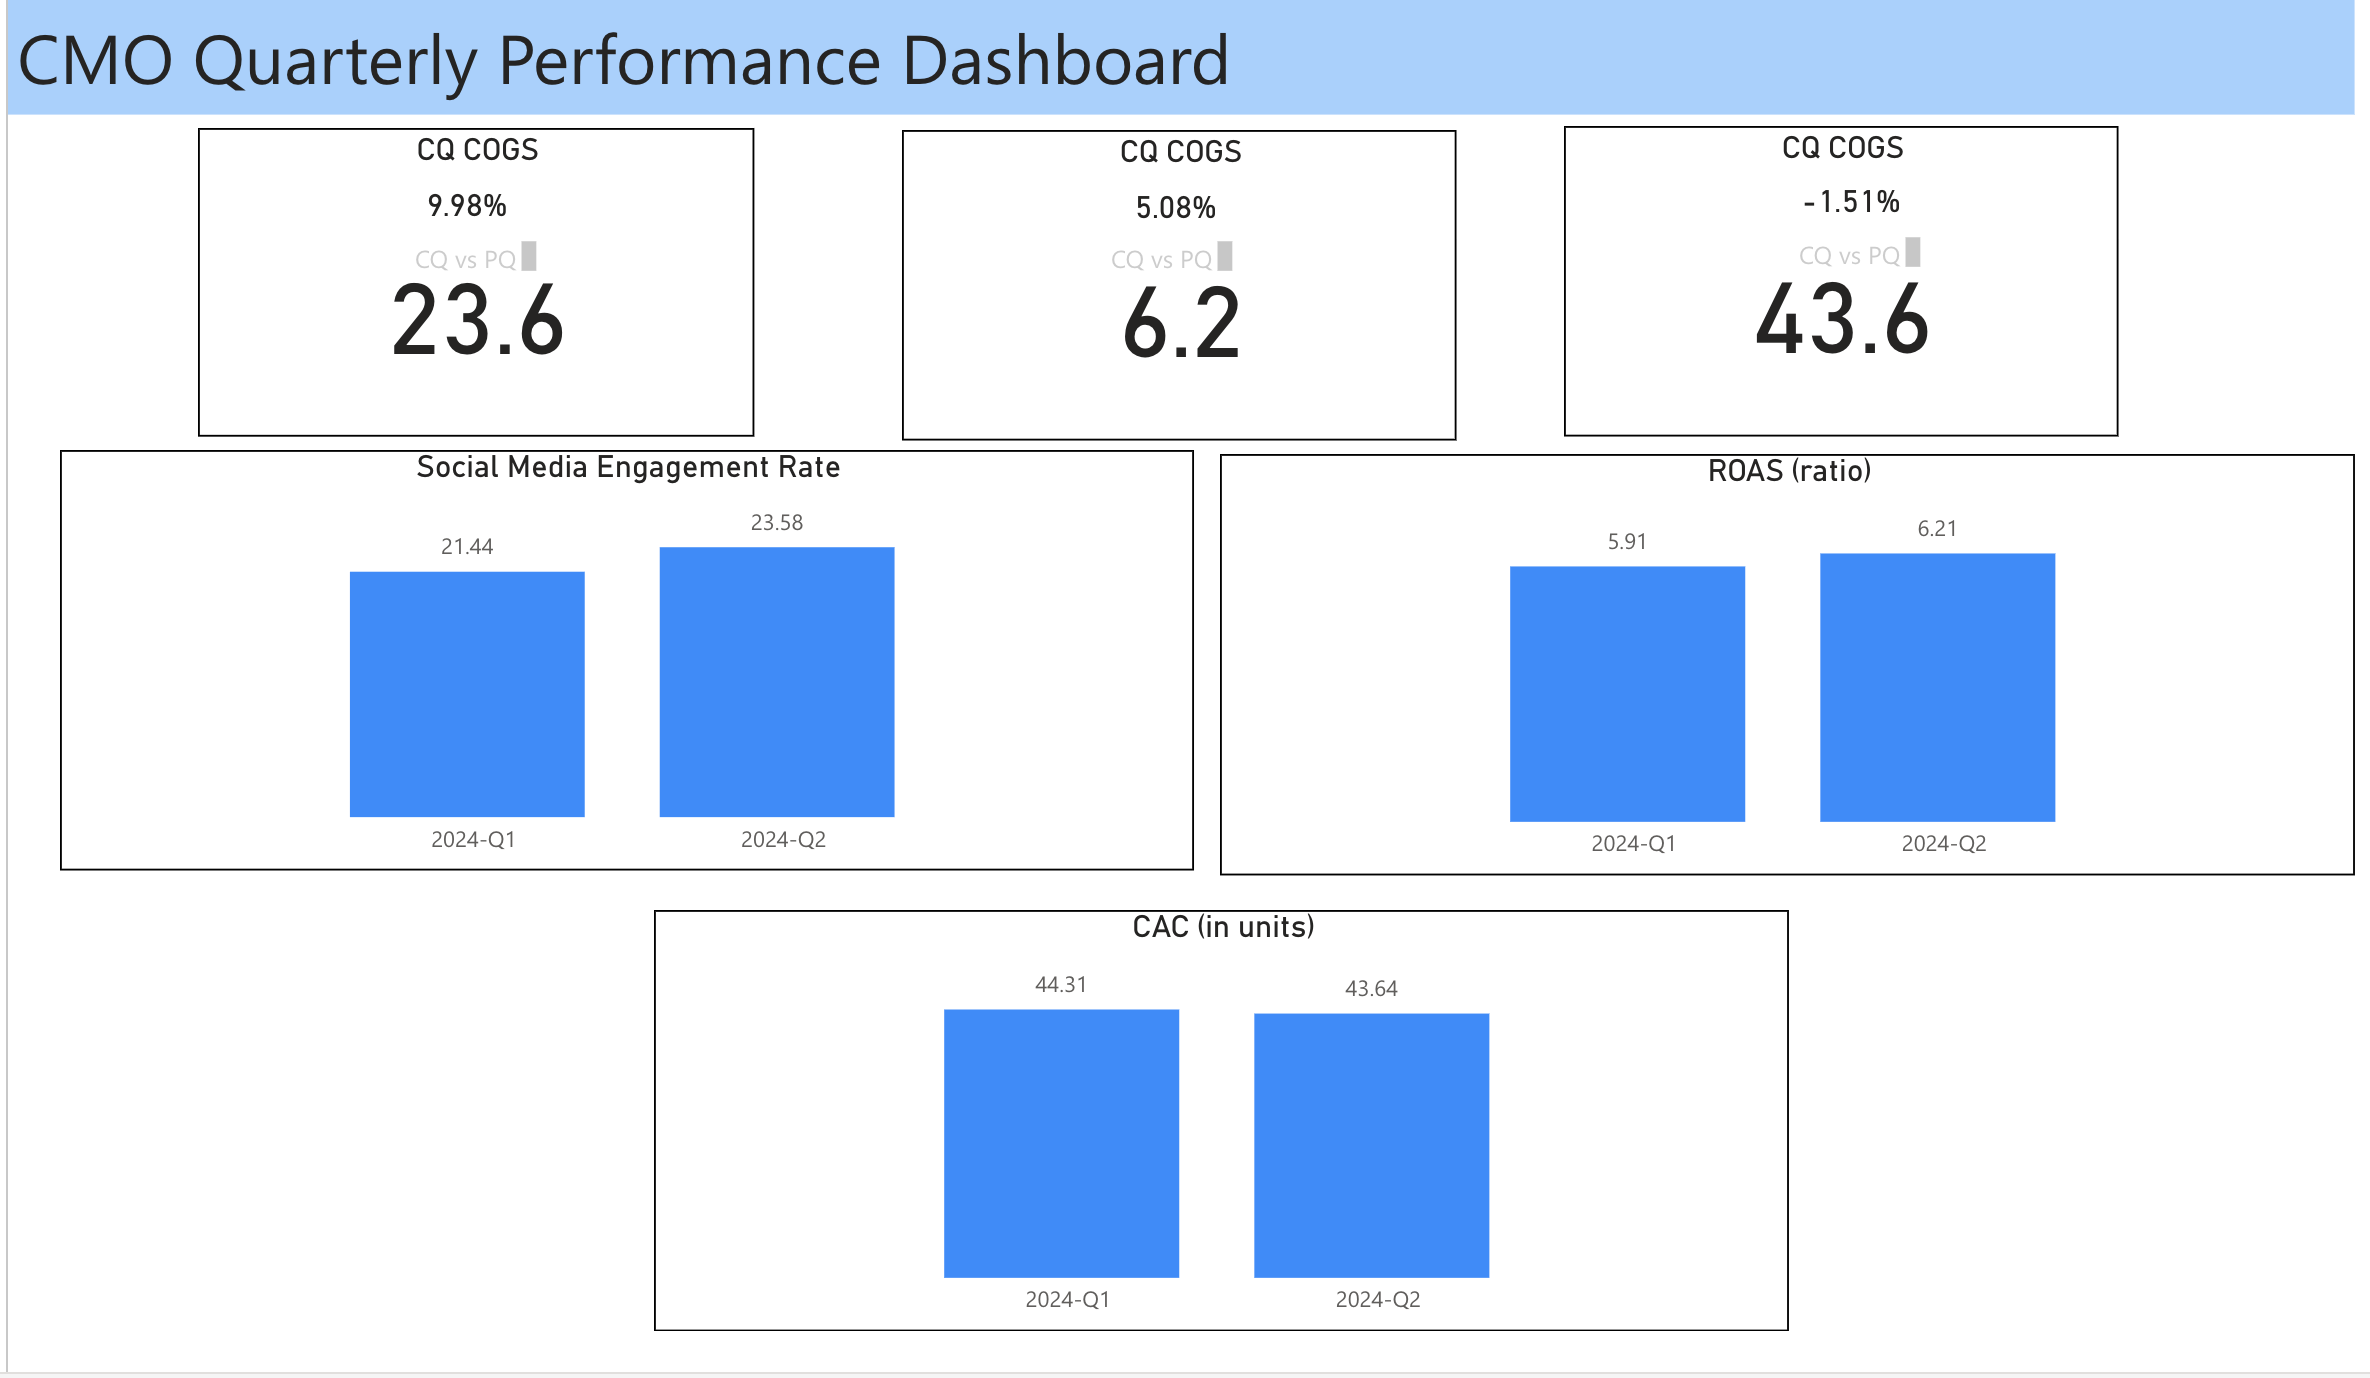 CMO Quarterly Performance Dashboard
CQ COGS
9.98%
CQ vs PQ
23.6
CQ COGS
5.08%
CQ vs PQ
6.2
CQ COGS
-1.51%
CQ vs PQ
43.6
Social Media Engagement Rate
21.44
23.58
2024-Q1
2024-Q2
ROAS (ratio)
5.91
6.21
2024-Q1
2024-Q2
CAC (in units)
44.31
43.64
2024-Q1
2024-Q2